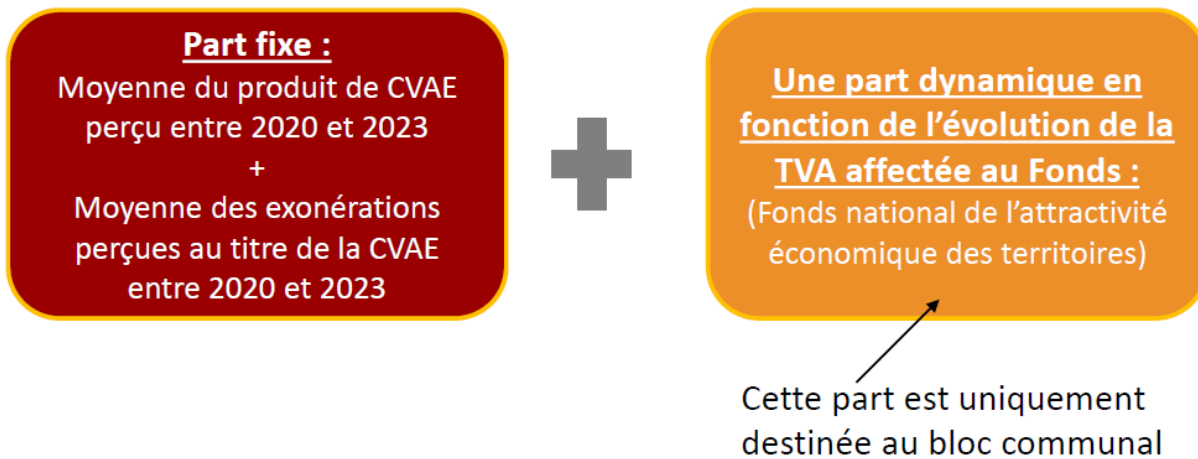 Part fixe :
Moyenne du produit de CVAE
perçu entre 2020 et 2023
+
Moyenne des exonérations
perçues au titre de la CVAE
entre 2020 et 2023
Une part dynamique en
fonction de l’évolution de la
TVA affectée au Fonds :
(Fonds national de l’attractivité
économique des territoires)
Cette part est uniquement
destinée au bloc communal